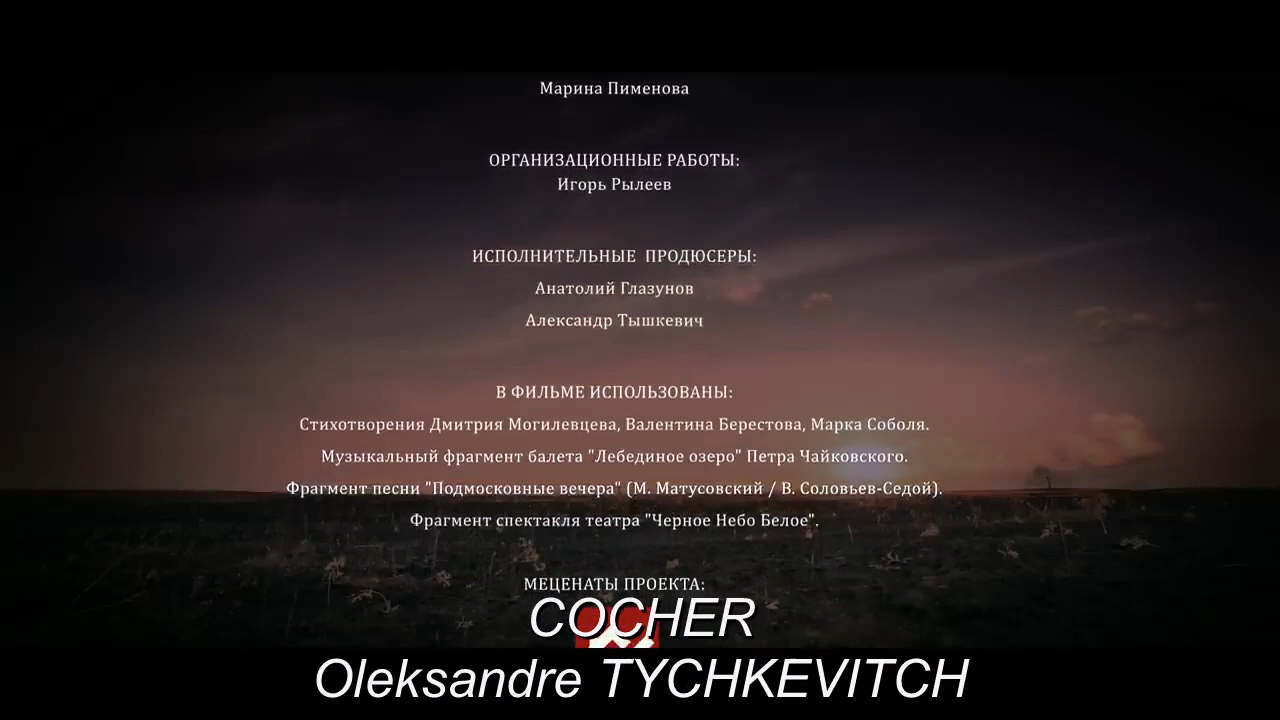 Марина Пименова
ОРГАНИЗАЦИОННЫЕ РАБОТЫ:
Игорь Рылеев
ИСПОЛНИТЕЛЬНЫЕ ПРОДЮСЕРЫ:
Анатолий Глазунов
Александр Тышкевич
В ФИЛЬМЕ ИСПОЛЬЗОВАНЫ:
Стихотворения Дмитрия Могилевцева, Валентина Берестова, Марка Соболя.
Музыкальный фрагмент балета "Лебединое озеро" Петра Чайковского.
Фрагмент песни "Подмосковные вечера" (М. Матусовский / В. Соловьев-Седой).
Фрагмент спектакля театра "Черное Небо Белое".
МЕЦЕНАТЫ ПРОЕКТА:
COCHER
Oleksandre TYCHKEVITCH